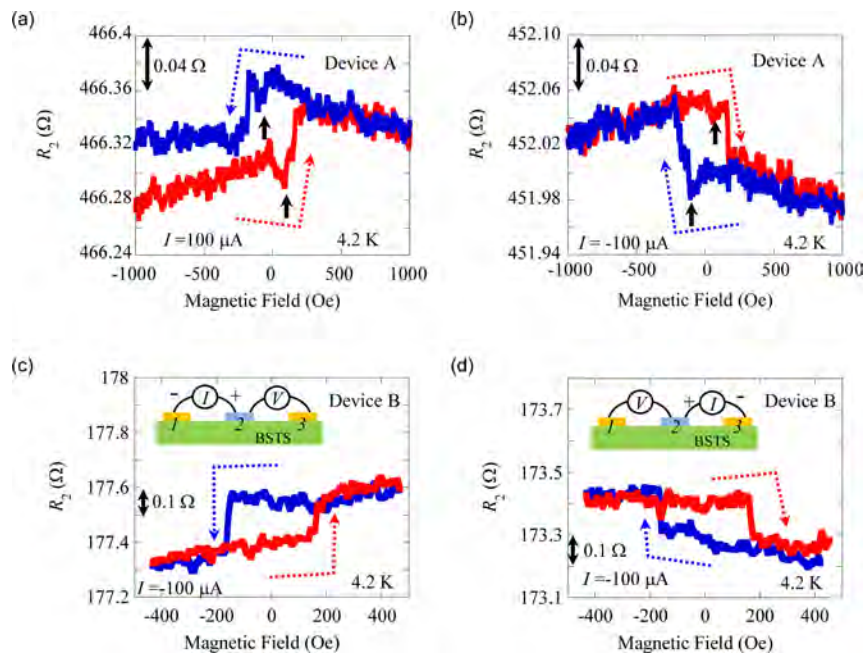 (a)
466.4
466.36
466.32
466.28
466.24
R2 (Ω)
0.04 Ω
Device A
I =100 μA
4.2 K
-1000 -500 0 500 1000
Magnetic Field (Oe)
(b)
452.10
452.06
452.02
451.98
451.94
R2 (Ω)
0.04 Ω
Device A
I = -100 μA
4.2 K
-1000 -500 0 500 1000
Magnetic Field (Oe)
(c)
178
177.8
177.6
177.4
177.2
R2 (Ω)
- I + V
1 2 3
BSTS
Device B
0.1 Ω
I =-100 μA
4.2 K
-400 -200 0 200 400
Magnetic Field (Oe)
(d)
173.7
173.5
173.3
173.1
R2 (Ω)
V + I -
1 2 3
BSTS
Device B
0.1 Ω
I =-100 μA
4.2 K
-400 -200 0 200 400
Magnetic Field (Oe)